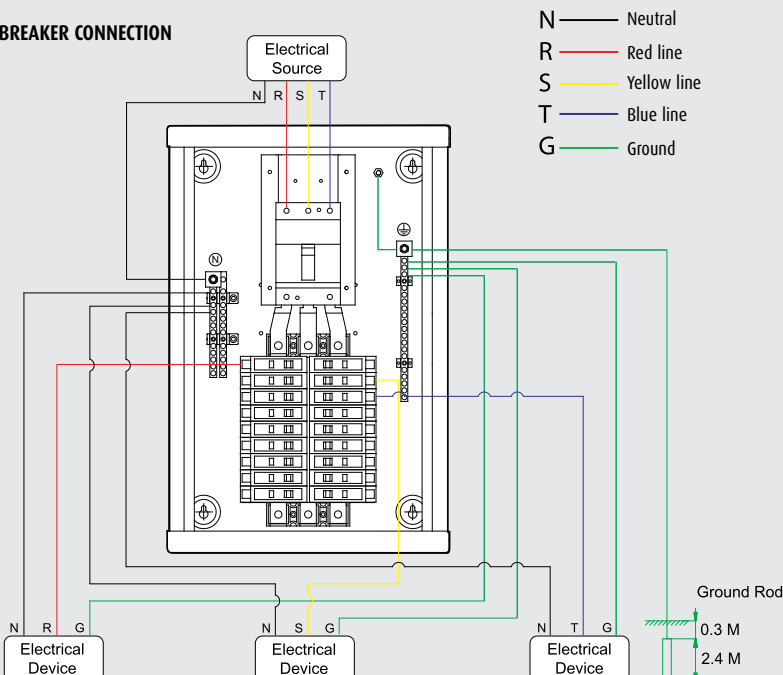 BREAKER CONNECTION
N Neutral
R Red line
S Yellow line
T Blue line
G Ground
Electrical
Source
N R S T
N
N R G
Electrical
Device
N S G
Electrical
Device
N T G
Electrical
Device
Ground Rod
0.3 M
2.4 M